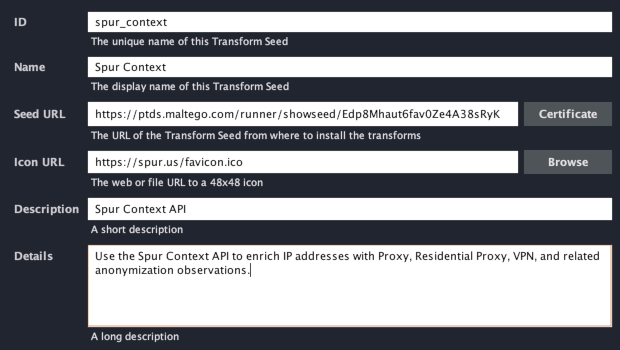 ID
spur_context
The unique name of this Transform Seed
Name
Spur Context
The display name of this Transform Seed
Seed URL
https://ptds.maltego.com/runner/showseed/Edp8Mhaut6fav0Ze4A38sRyK
Certificate
The URL of the Transform Seed from where to install the transforms
Icon URL
https://spur.us/favicon.ico
Browse
The web or file URL to a 48x48 icon
Description
Spur Context API
A short description
Details
Use the Spur Context API to enrich IP addresses with Proxy, Residential Proxy, VPN, and related
anonymization observations.
A long description